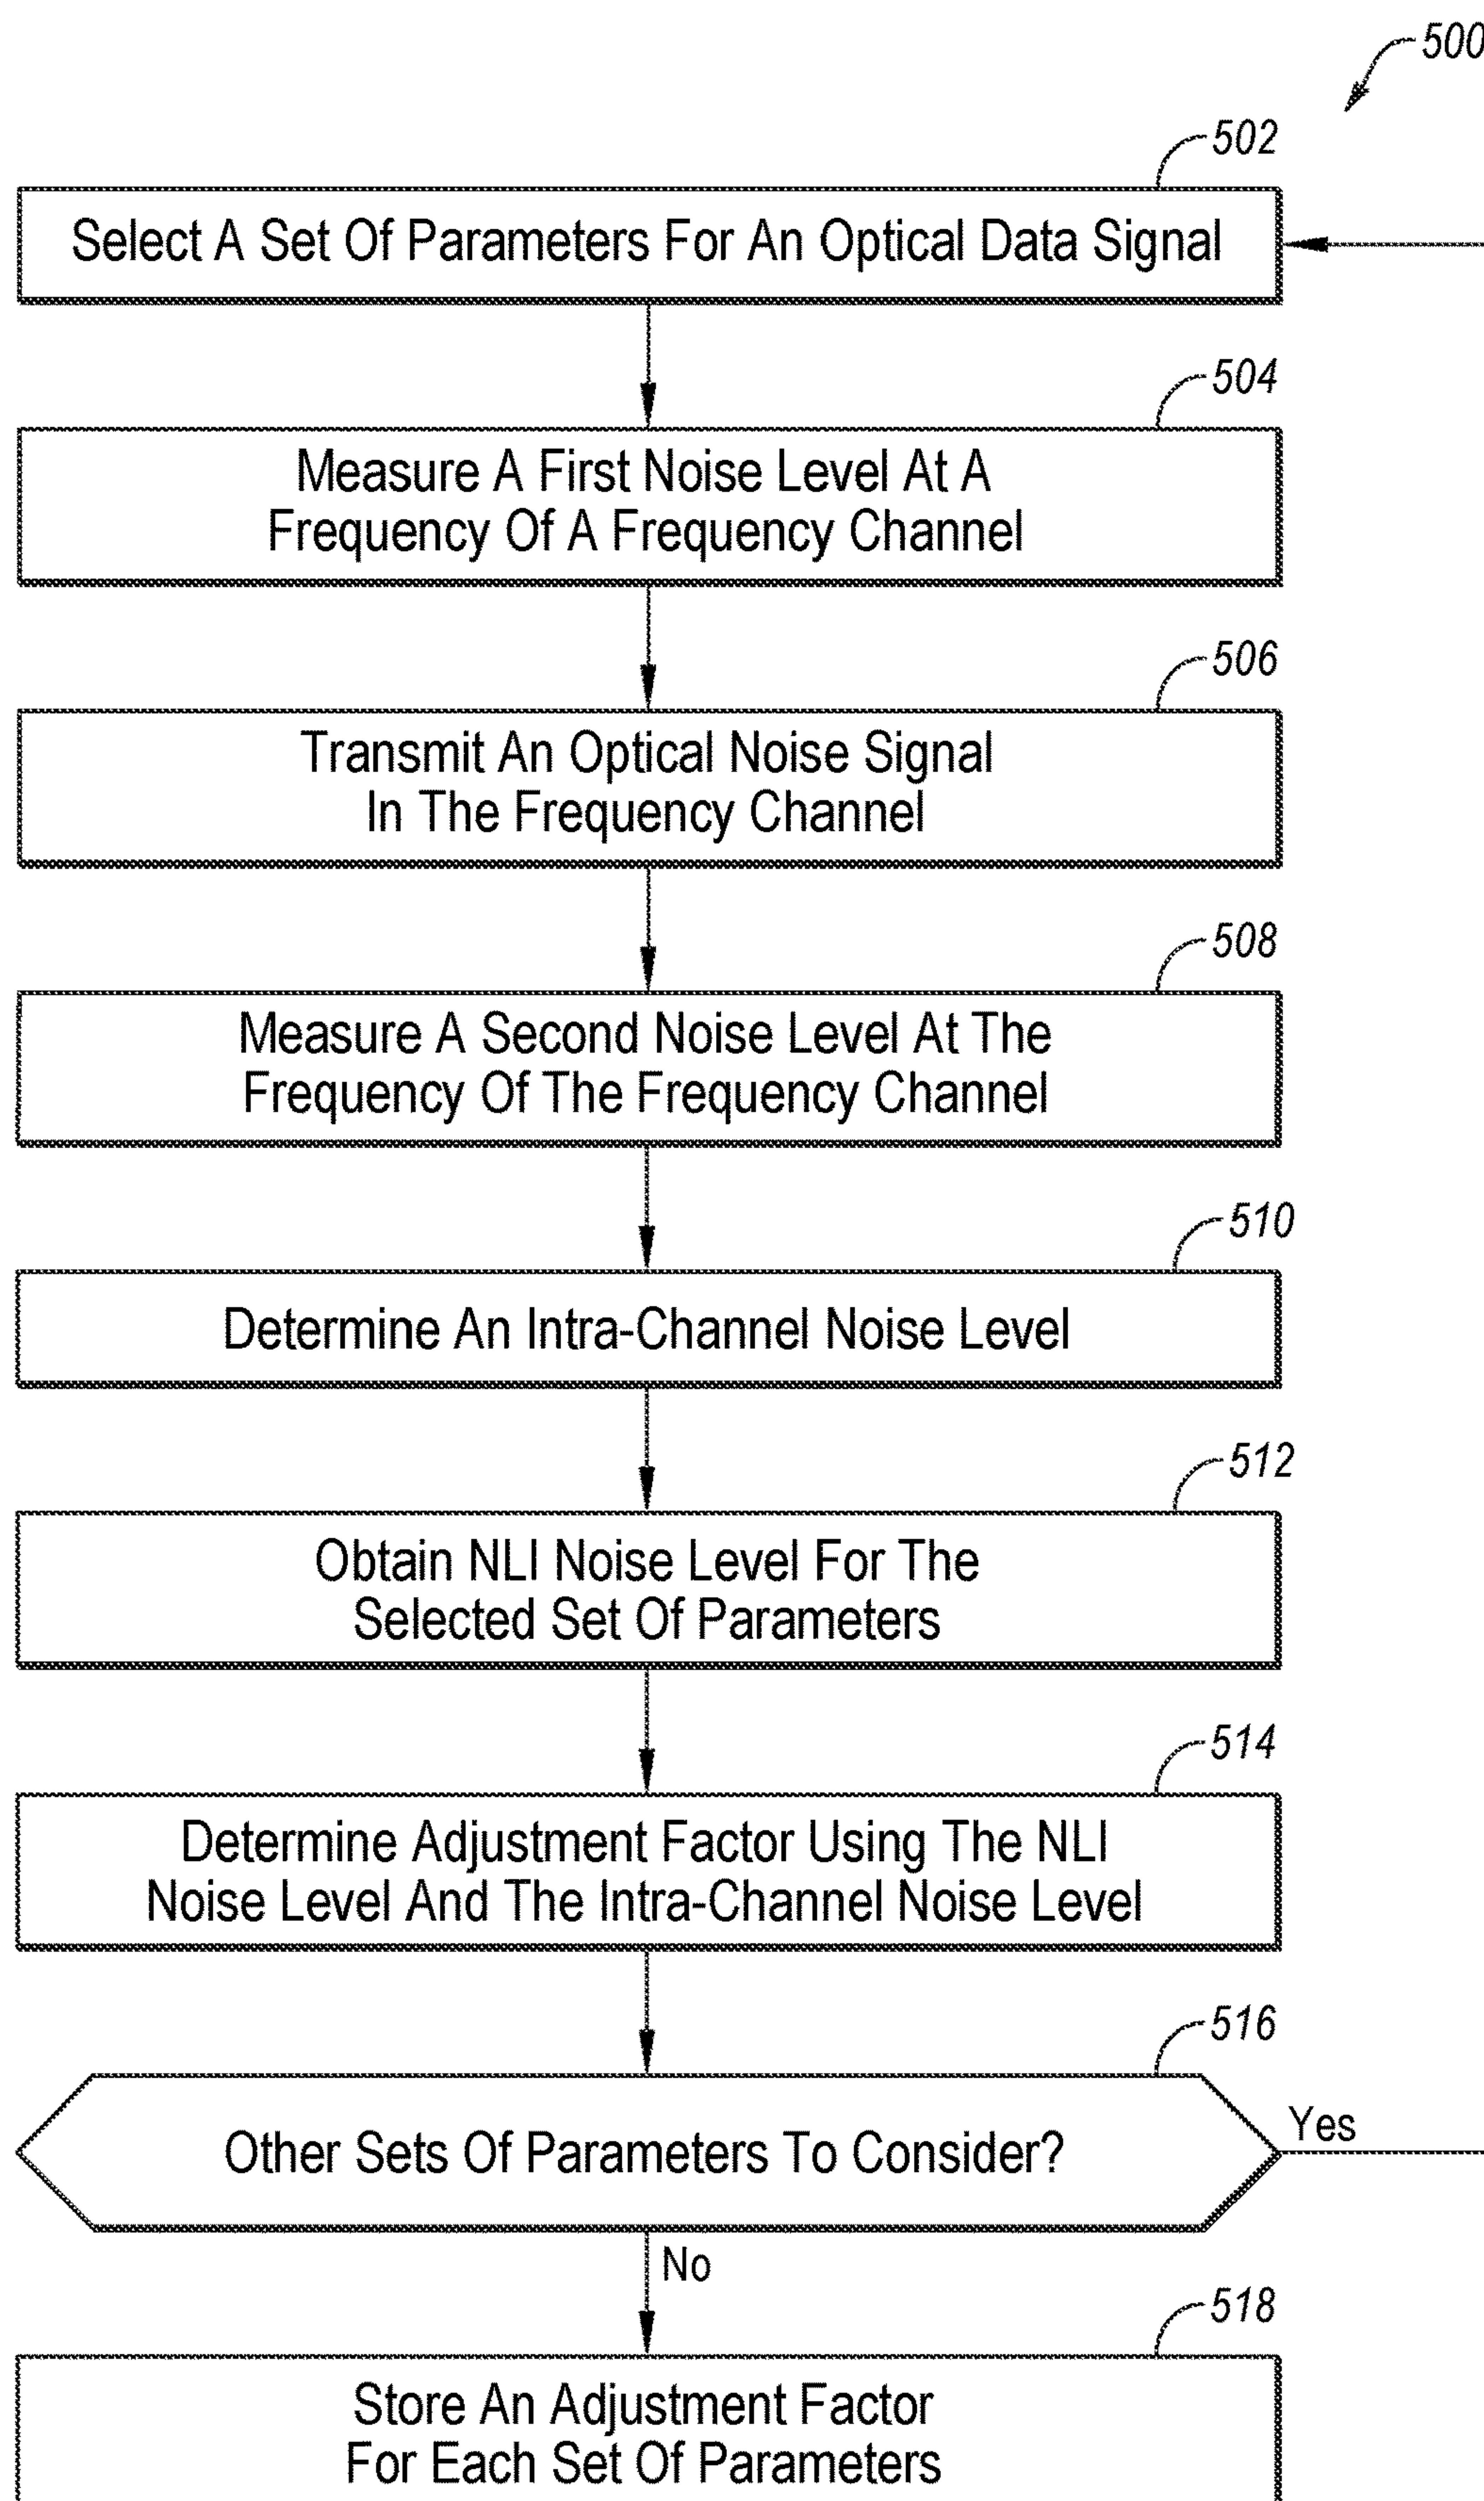 500
502
Select A Set Of Parameters For An Optical Data Signal
504
Measure A First Noise Level At A
Frequency Of A Frequency Channel
506
Transmit An Optical Noise Signal
In The Frequency Channel
508
Measure A Second Noise Level At The
Frequency Of The Frequency Channel
510
Determine An Intra-Channel Noise Level
512
Obtain NLI Noise Level For The
Selected Set Of Parameters
514
Determine Adjustment Factor Using The NLI
Noise Level And The Intra-Channel Noise Level
516
Other Sets Of Parameters To Consider?
Yes
No
518
Store An Adjustment Factor
For Each Set Of Parameters